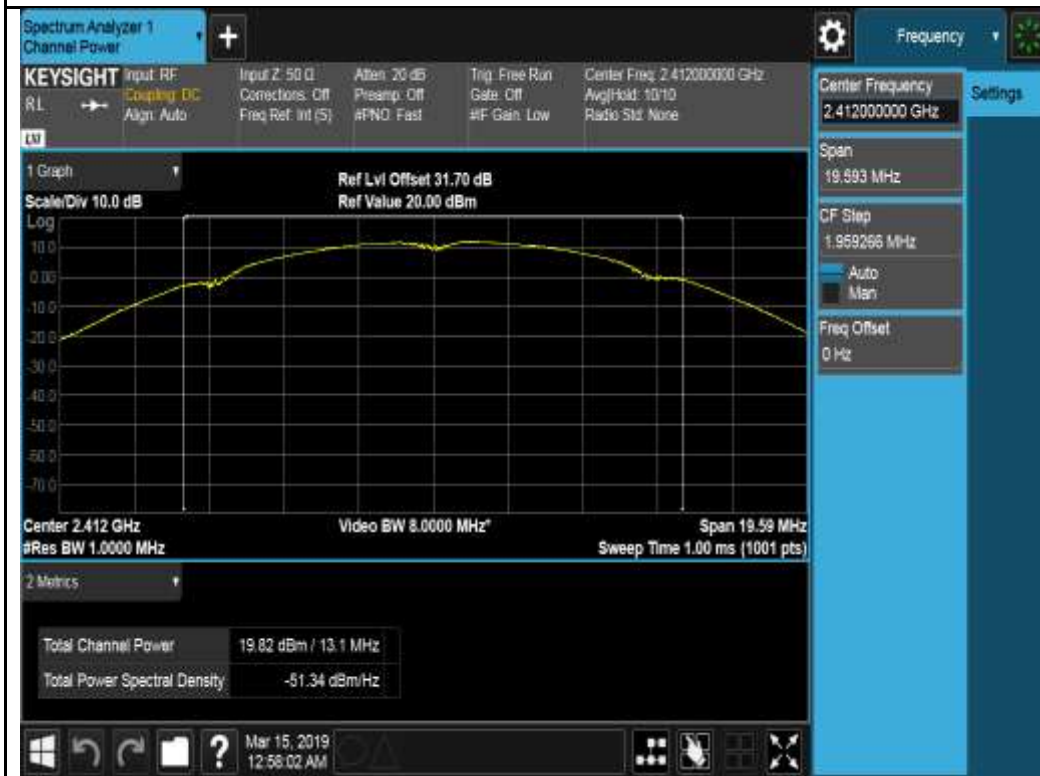 Spectrum Analyzer 1
Channel Power
+
Frequency
KEYSIGHT
RL
LXI
Input: RF
Coupling: DC
Align: Auto
Input Z: 50 Ω
Corrections: Off
Freq Ref: Int (S)
Atten: 20 dB
Preamp: Off
#PNO: Fast
Trig: Free Run
Gate: Off
#IF Gain: Low
Center Freq: 2.412000000 GHz
Avg|Hold: 10/10
Radio Std: None
Center Frequency
2.412000000 GHz
Settings
Span
19.593 MHz
CF Step
1.959266 MHz
Auto
Man
Freq Offset
0 Hz
1 Graph
Scale/Div 10.0 dB
Ref Lvl Offset 31.70 dB
Ref Value 20.00 dBm
Log
10.0
0.00
-10.0
-20.0
-30.0
-40.0
-50.0
-60.0
-70.0
Center 2.412 GHz
#Res BW 1.0000 MHz
Video BW 8.0000 MHz*
Span 19.59 MHz
Sweep Time 1.00 ms (1001 pts)
2 Metrics
Total Channel Power 19.82 dBm / 13.1 MHz
Total Power Spectral Density -51.34 dBm/Hz
?
Mar 15, 2019
12:58:02 AM